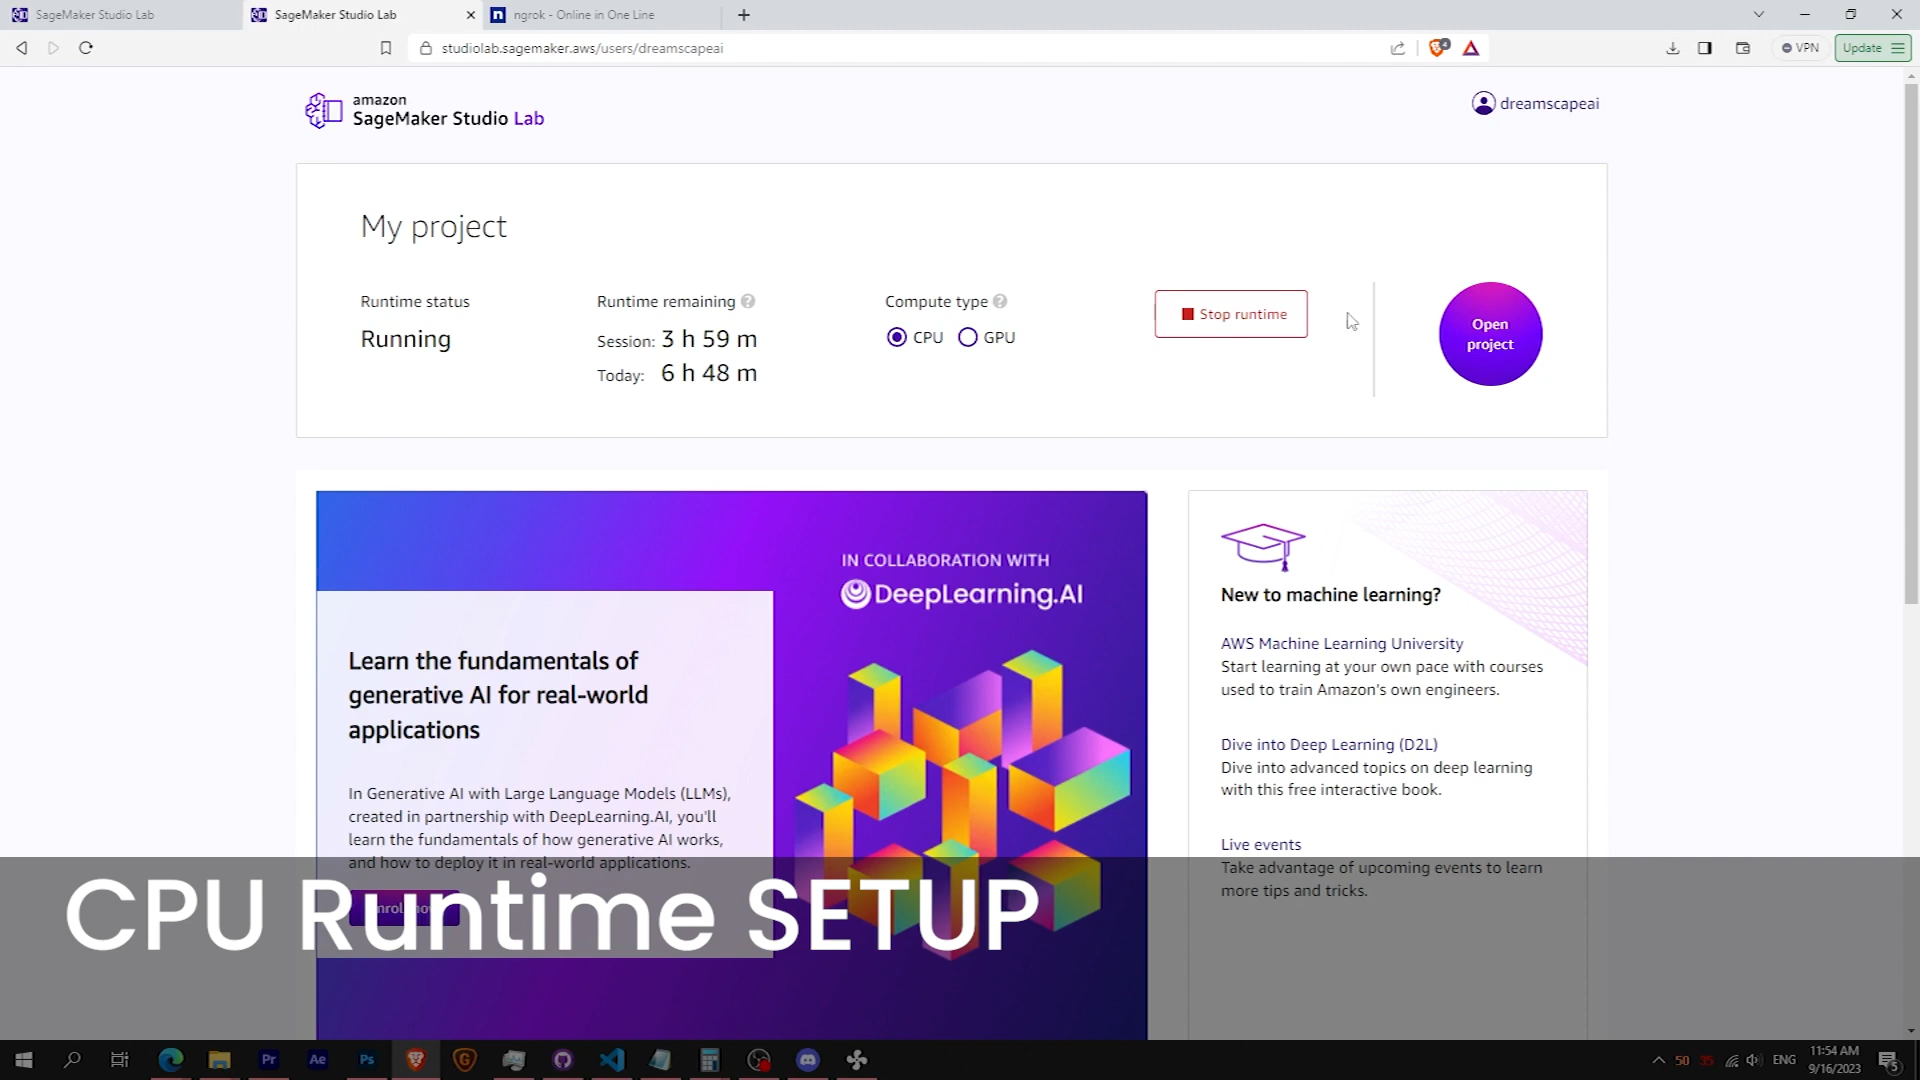 SageMaker Studio Lab
SageMaker Studio Lab
ngrok - Online in One Line
studiolab.sagemaker.aws/users/dreamscapeai
4
VPN
Update
amazon
SageMaker Studio Lab
dreamscapeai
My project
Runtime status
Running
Runtime remaining ?
Session: 3 h 59 m
Today: 6 h 48 m
Compute type ?
CPU GPU
Stop runtime
Open
project
IN COLLABORATION WITH
DeepLearning.AI
Learn the fundamentals of
generative AI for real-world
applications
In Generative AI with Large Language Models (LLMs),
created in partnership with DeepLearning.AI, you'll
learn the fundamentals of how generative AI works,
and how to deploy it in real-world applications.
New to machine learning?
AWS Machine Learning University
Start learning at your own pace with courses
used to train Amazon's own engineers.
Dive into Deep Learning (D2L)
Dive into advanced topics on deep learning
with this free interactive book.
Live events
Take advantage of upcoming events to learn
more tips and tricks.
CPU Runtime SETUP
Pr
Ae
Ps
50
35
ENG
11:54 AM
9/16/2023
5